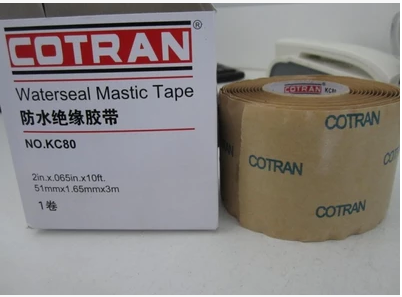 COTRAN
Waterseal Mastic Tape
防水绝缘胶带
NO.KC80
2in.x.065in.x10ft.
51mmx1.65mmx3m
1卷
COTRAN
KC80
COTRAN
COTRAN
COTRAN